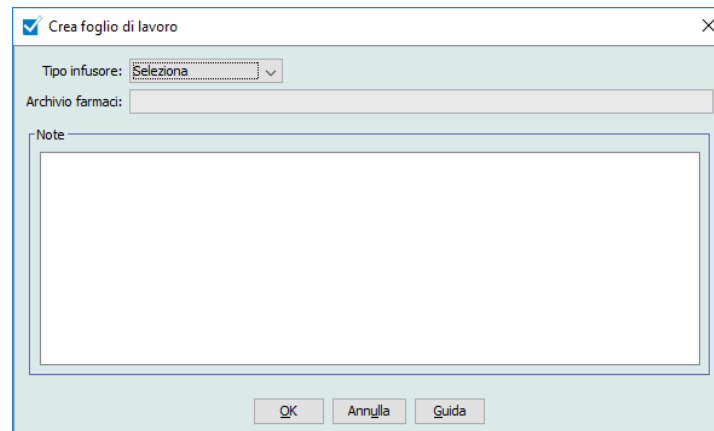 Crea foglio di lavoro
Tipo infusore: Seleziona
Archivio farmaci:
Note
OK Annulla Guida